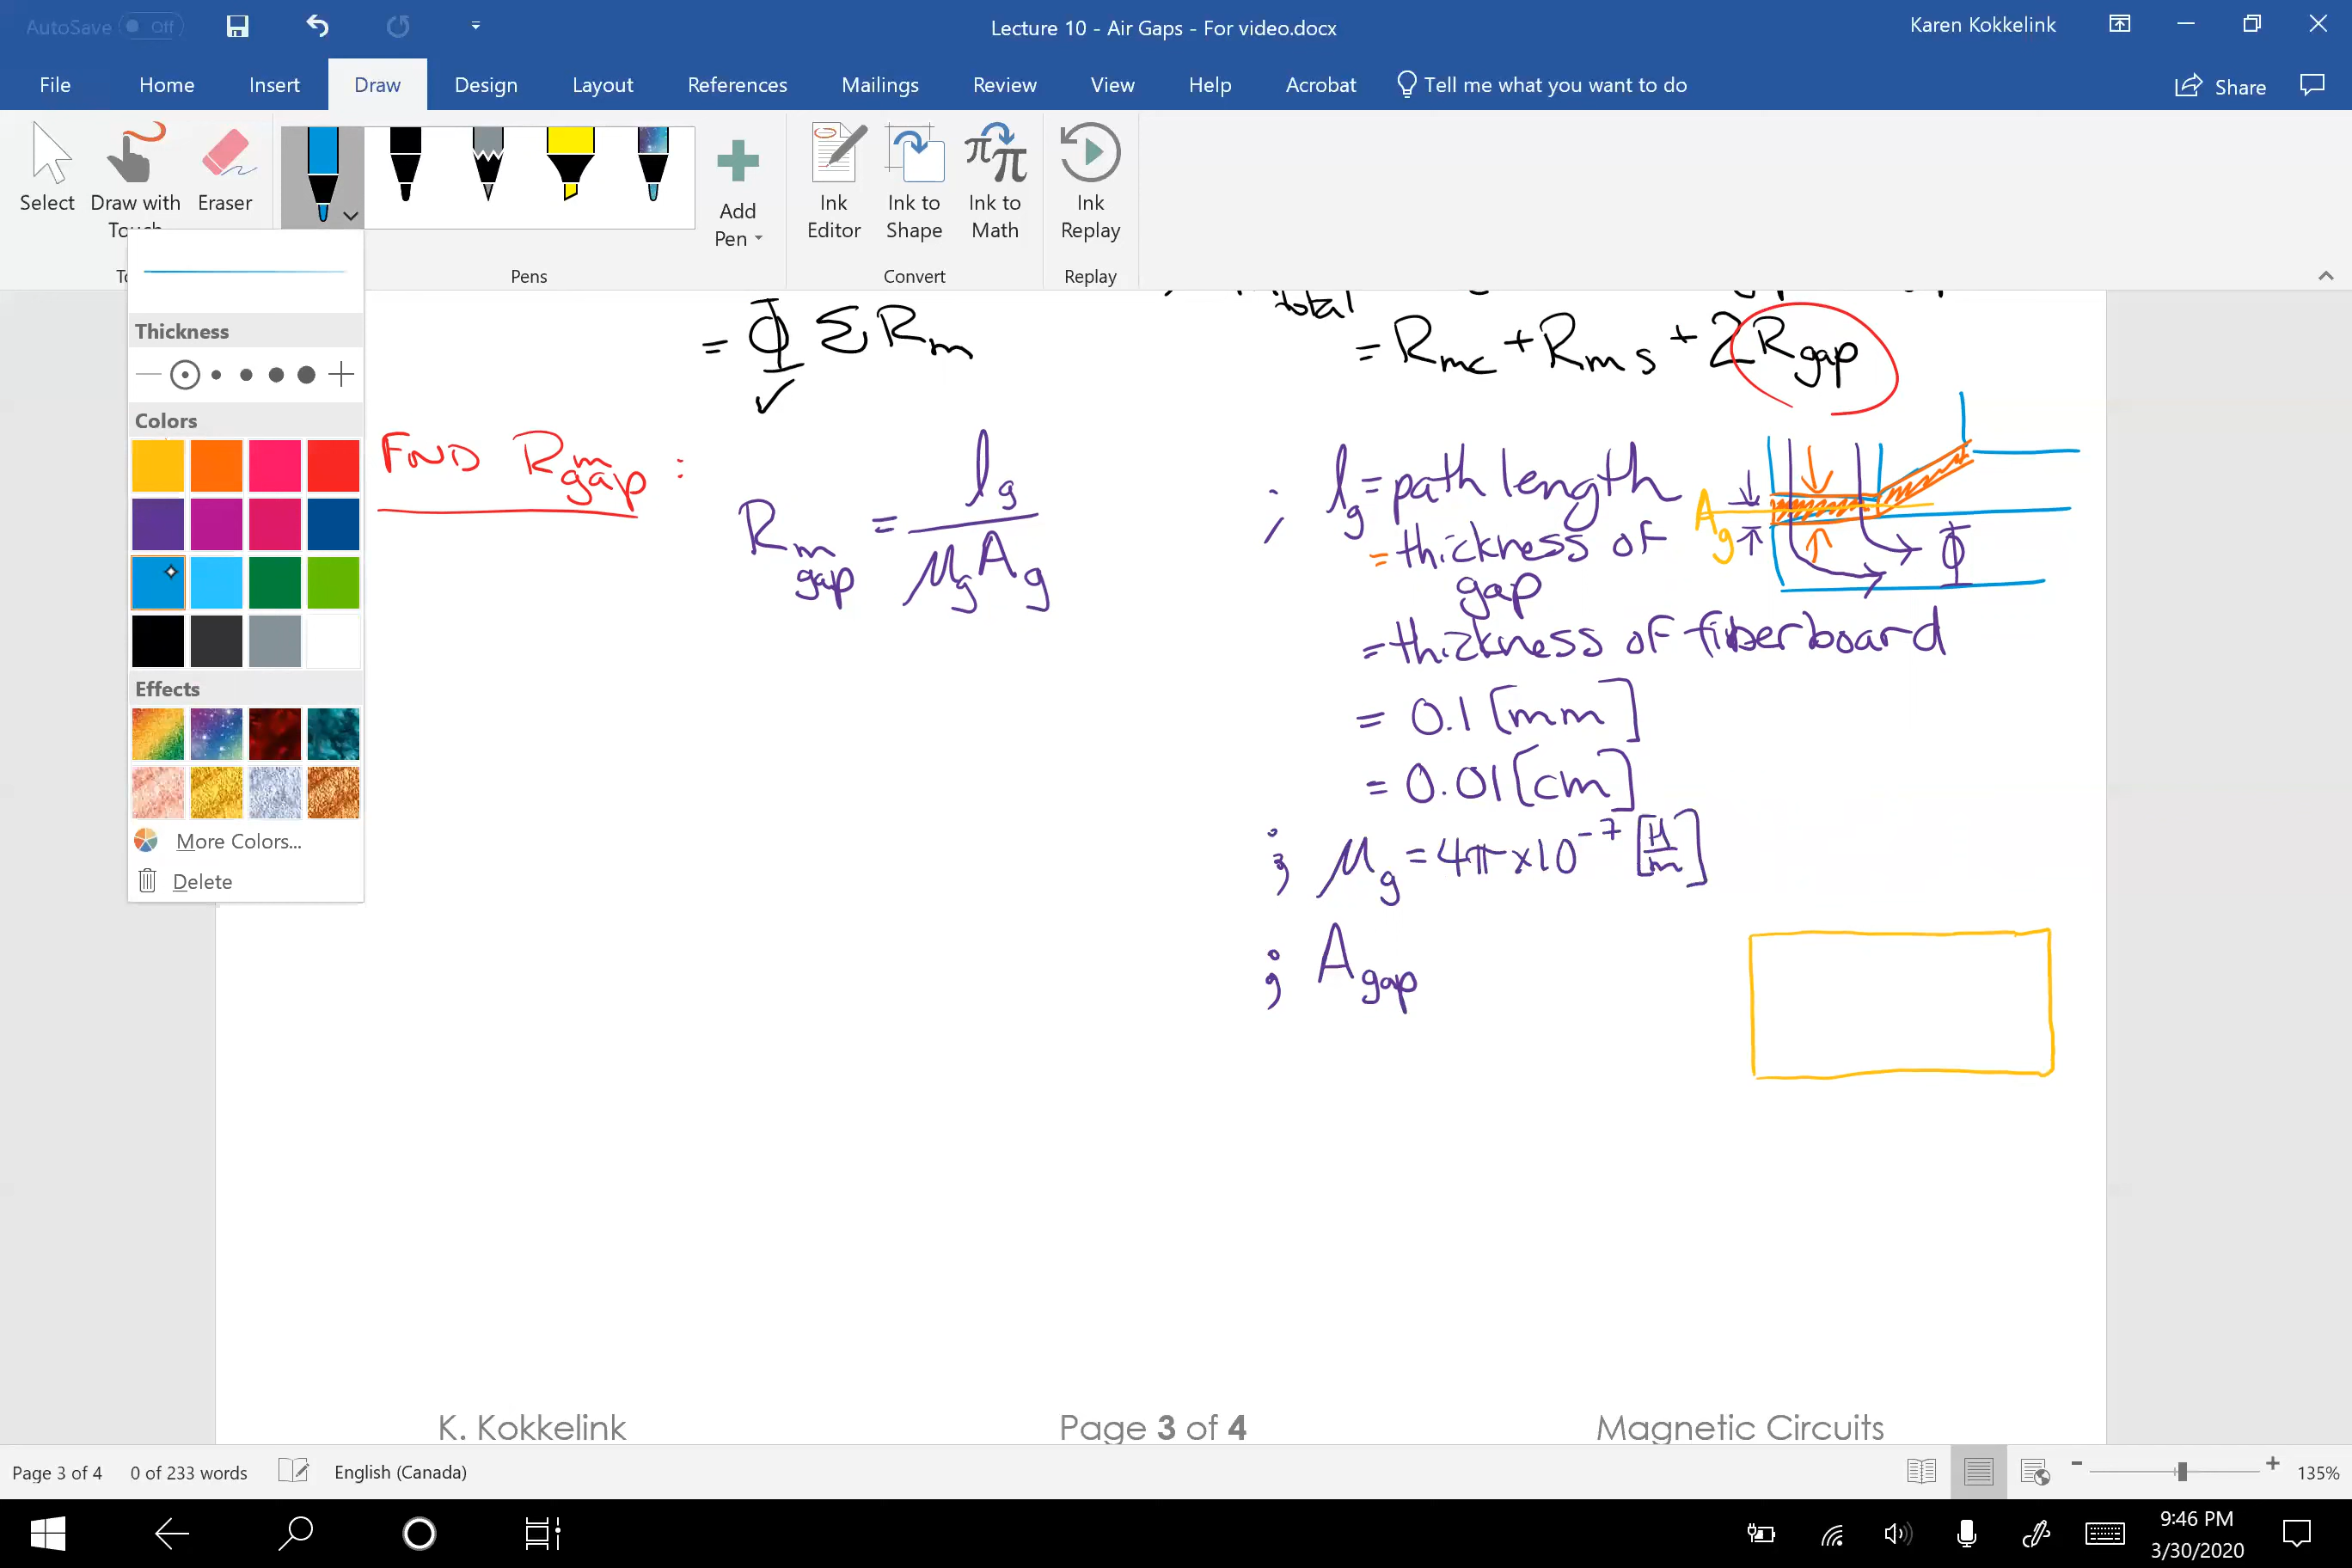 AutoSave Off
Lecture 10 - Air Gaps - For video.docx
Karen Kokkelink
File Home Insert Draw Design Layout References Mailings Review View Help Acrobat Tell me what you want to do Share
Select
Draw with
Eraser
Add
Pen
Ink
Editor
Ink to
Shape
Ink to
Math
Ink
Replay
Pens
Convert
Replay
Thickness
Colors
Effects
More Colors...
Delete
= Φ Σ Rm
✓
total
= Rmc + Rms + 2Rgap
FIND Rm gap :
Rm gap = lg / μg Ag
; lg = path length
= thickness of
gap
= thickness of fiberboard
= 0.1 [mm]
= 0.01 [cm]
; μg = 4π×10⁻⁷ [H/m]
; Agap
Ag
Φ
K. Kokkelink
Page 3 of 4
Magnetic Circuits
Page 3 of 4 0 of 233 words English (Canada)
135%
9:46 PM
3/30/2020